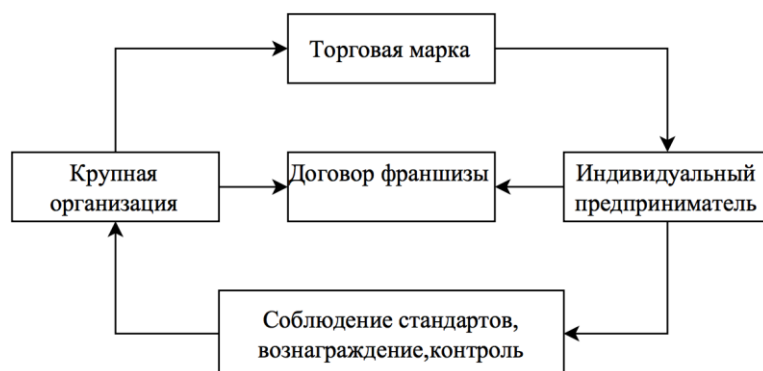 Торговая марка
Крупная
организация
Договор франшизы
Индивидуальный
предприниматель
Соблюдение стандартов,
вознаграждение,контроль